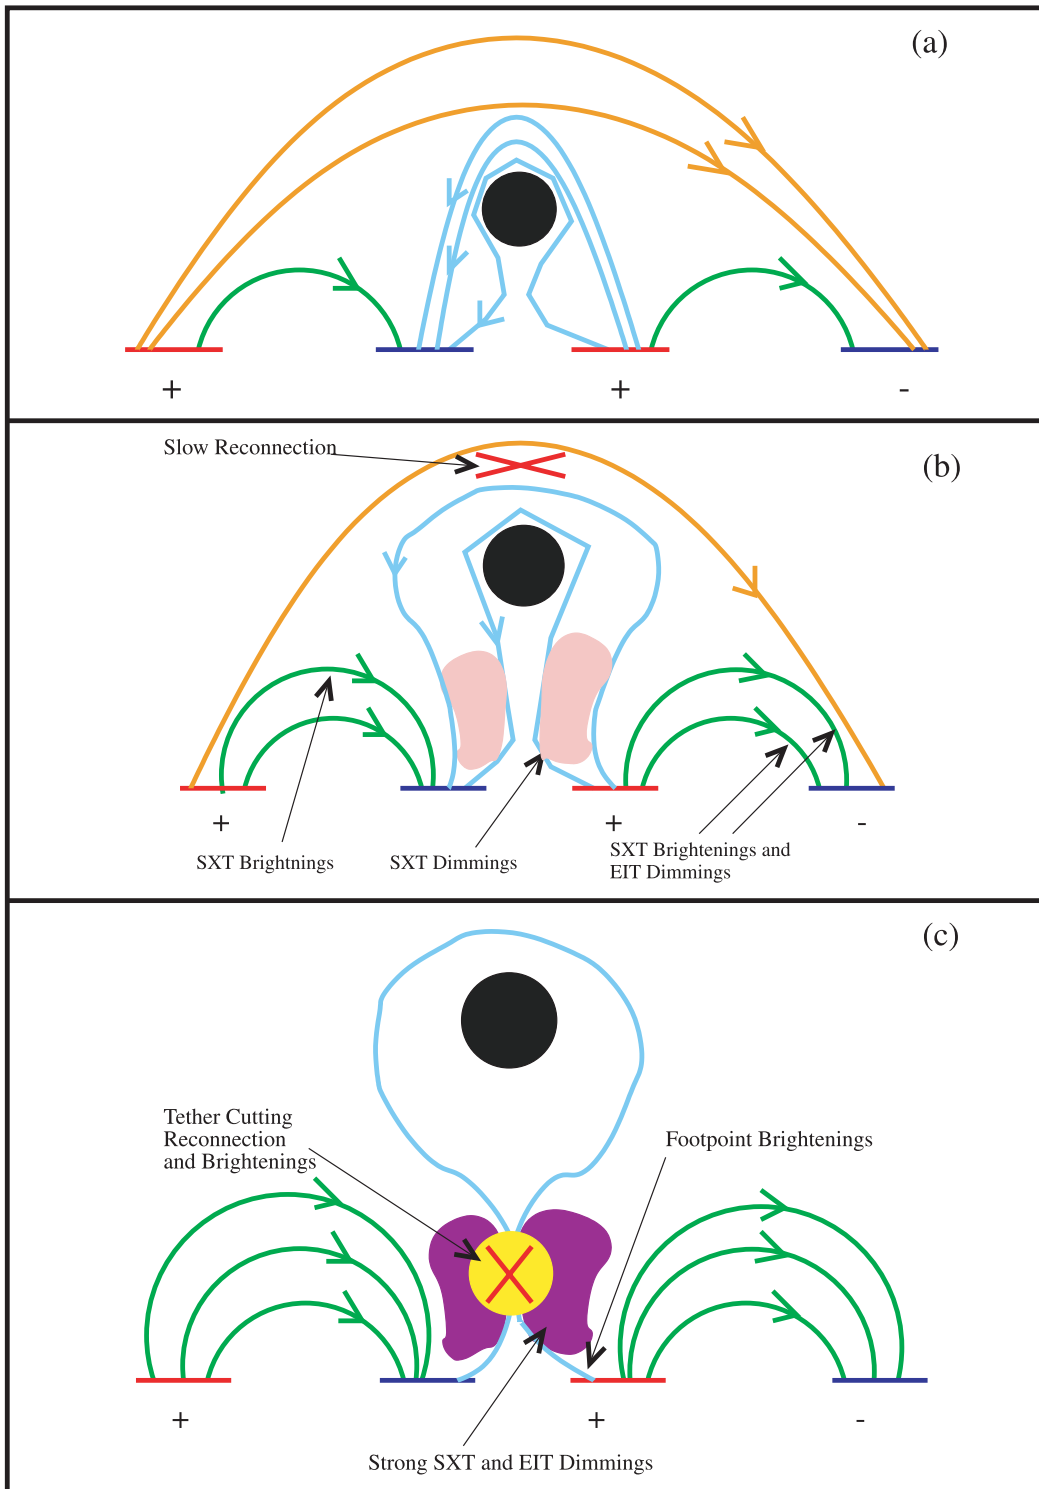 (a)
+ + -
Slow Reconnection
(b)
+ + -
SXT Brightnings
SXT Dimmings
SXT Brightenings and
EIT Dimmings
(c)
Tether Cutting
Reconnection
and Brightenings
Footpoint Brightenings
+ + -
Strong SXT and EIT Dimmings